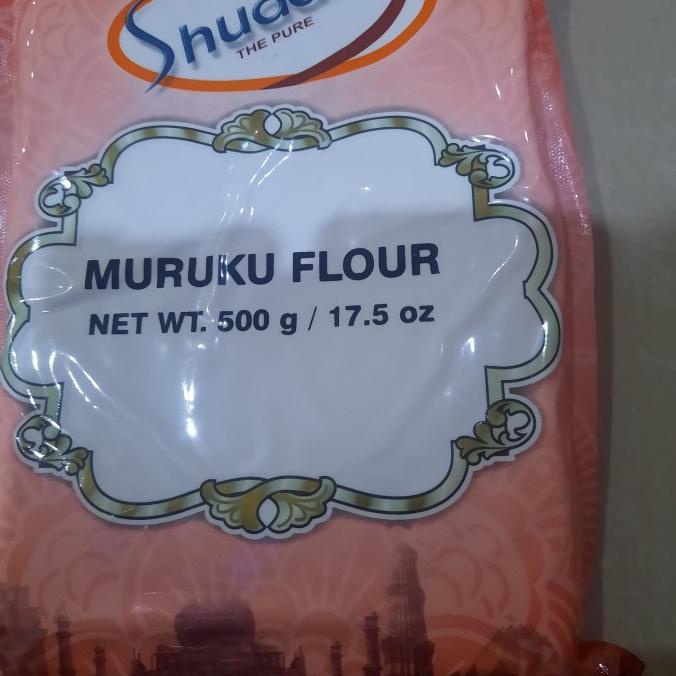 THE PURE
MURUKU FLOUR
NET WT. 500 g / 17.5 oz